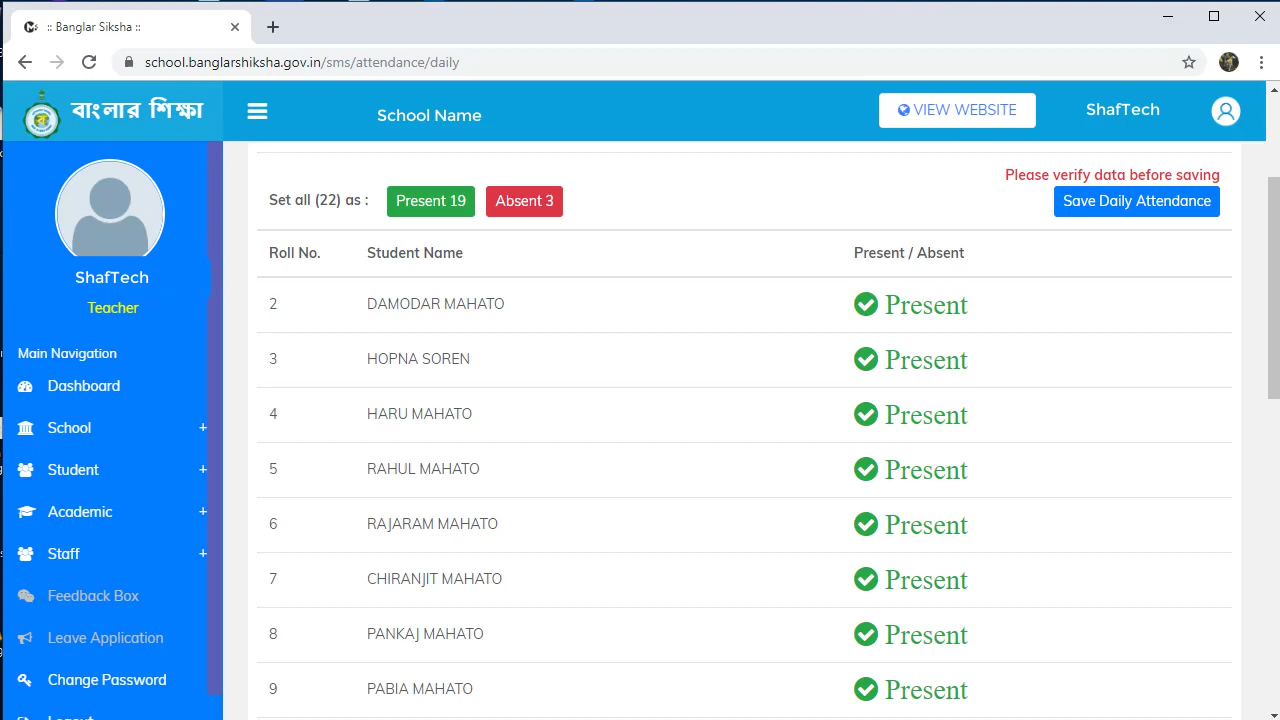 :: Banglar Siksha ::
school.banglarshiksha.gov.in/sms/attendance/daily
বাংলার শিক্ষা
School Name
VIEW WEBSITE
ShafTech
ShafTech
Teacher
Main Navigation
Dashboard
School +
Student +
Academic +
Staff +
Feedback Box
Leave Application
Change Password
Logout
Please verify data before saving
Set all (22) as : Present 19 Absent 3 Save Daily Attendance
Roll No. Student Name Present / Absent
2 DAMODAR MAHATO Present
3 HOPNA SOREN Present
4 HARU MAHATO Present
5 RAHUL MAHATO Present
6 RAJARAM MAHATO Present
7 CHIRANJIT MAHATO Present
8 PANKAJ MAHATO Present
9 PABIA MAHATO Present